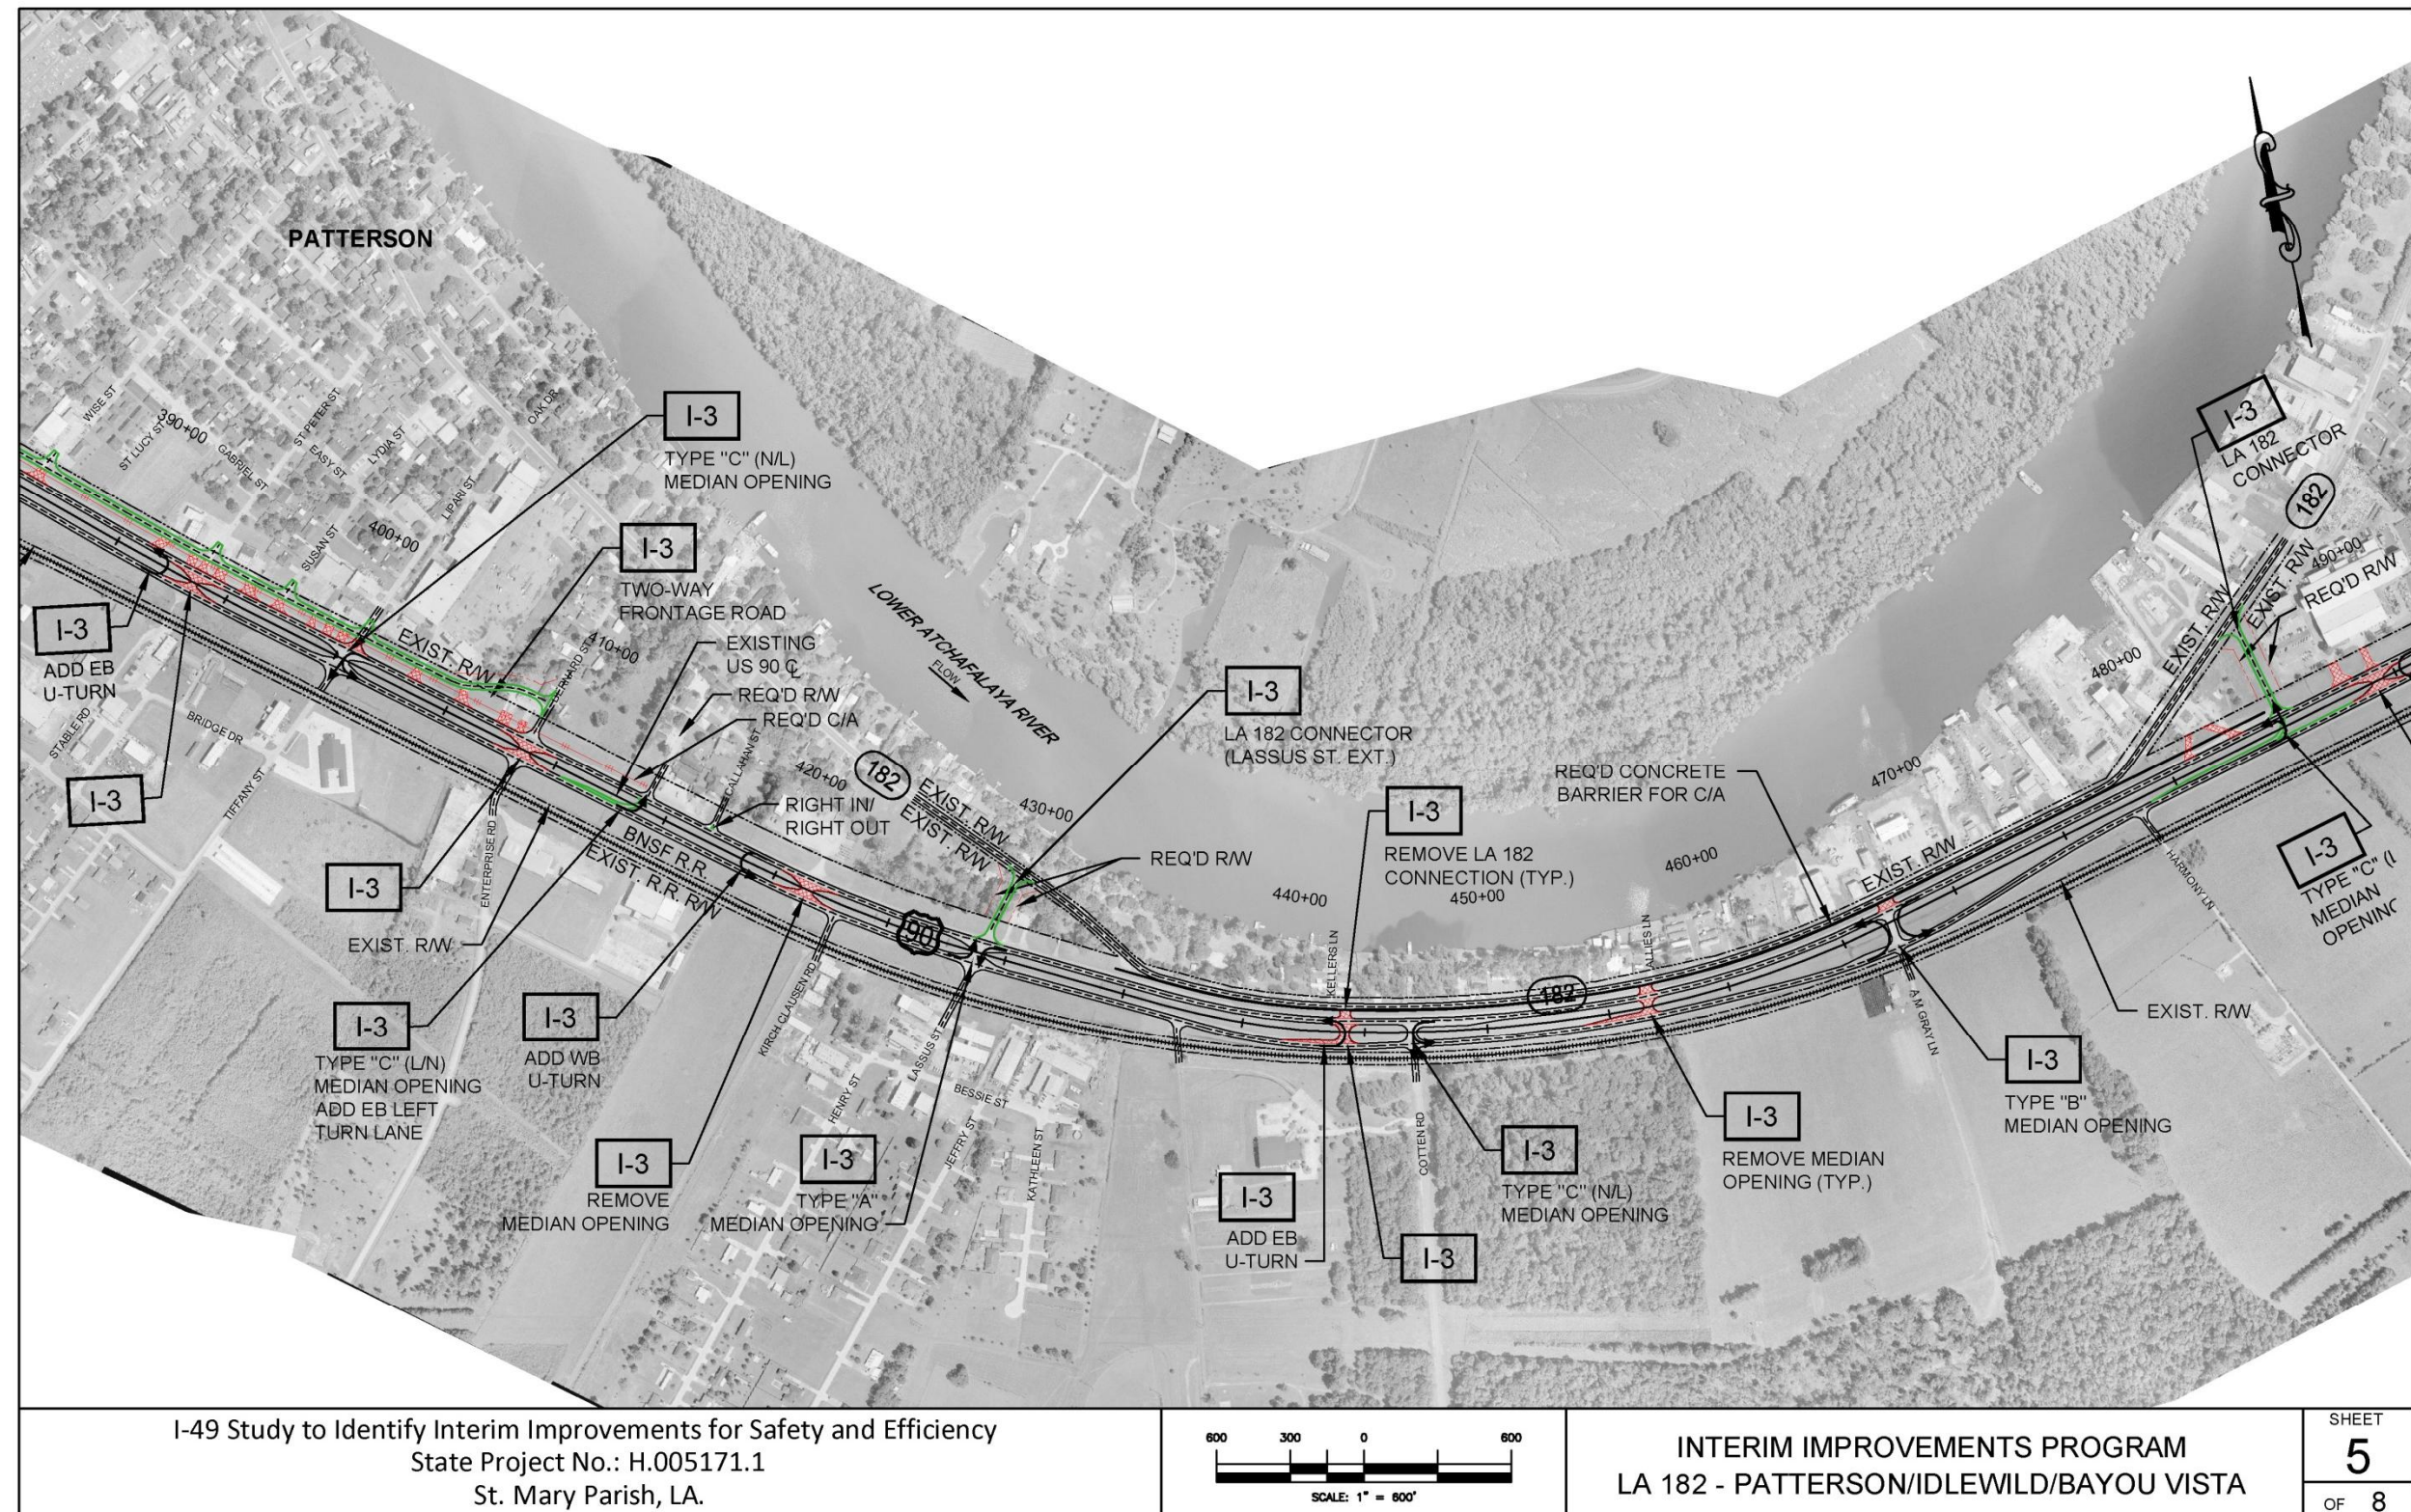 PATTERSON
WISE ST
ST LUCY ST
390+00
GABRIEL ST
ST PETER ST
EASY ST
LYDIA ST
OAK DR
LIPARI ST
SUSAN ST
400+00
I-3
TYPE "C" (N/L)
MEDIAN OPENING
I-3
TWO-WAY
FRONTAGE ROAD
EXIST. R/W
410+00
EXISTING
US 90 ℄
REQ'D R/W
REQ'D C/A
CALLAHAN ST
420+00
182
RIGHT IN/
RIGHT OUT
EXIST. R/W
EXIST. R/W
430+00
LOWER ATCHAFALAYA RIVER
FLOW
I-3
LA 182 CONNECTOR
(LASSUS ST. EXT.)
REQ'D R/W
I-3
REMOVE LA 182
CONNECTION (TYP.)
440+00
450+00
460+00
REQ'D CONCRETE
BARRIER FOR C/A
470+00
480+00
490+00
I-3
LA 182
CONNECTOR
182
EXIST. R/W
EXIST. R/W
REQ'D R/W
EXIST. R/W
I-3
ADD EB
U-TURN
STABLE RD
BRIDGE DR
TIFFANY ST
I-3
I-3
ENTERPRISE RD
EXIST. R/W
BNSF R.R.
EXIST. R.R. R/W
90
I-3
TYPE "C" (L/N)
MEDIAN OPENING
ADD EB LEFT
TURN LANE
I-3
ADD WB
U-TURN
I-3
REMOVE
MEDIAN OPENING
KIRCH CLAUSEN RD
HENRY ST
LASSUS ST
BESSIE ST
JEFFRY ST
KATHLEEN ST
I-3
TYPE "A"
MEDIAN OPENING
KELLERS LN
182
ALLIES LN
I-3
ADD EB
U-TURN
I-3
COTTEN RD
I-3
TYPE "C" (N/L)
MEDIAN OPENING
I-3
REMOVE MEDIAN
OPENING (TYP.)
A M GRAY LN
I-3
TYPE "B"
MEDIAN OPENING
EXIST. R/W
HARMONY LN
I-3
TYPE "C" (L
MEDIAN
OPENING
I-49 Study to Identify Interim Improvements for Safety and Efficiency
State Project No.: H.005171.1
St. Mary Parish, LA.
600 300 0 600
SCALE: 1" = 600'
INTERIM IMPROVEMENTS PROGRAM
LA 182 - PATTERSON/IDLEWILD/BAYOU VISTA
SHEET
5
OF 8